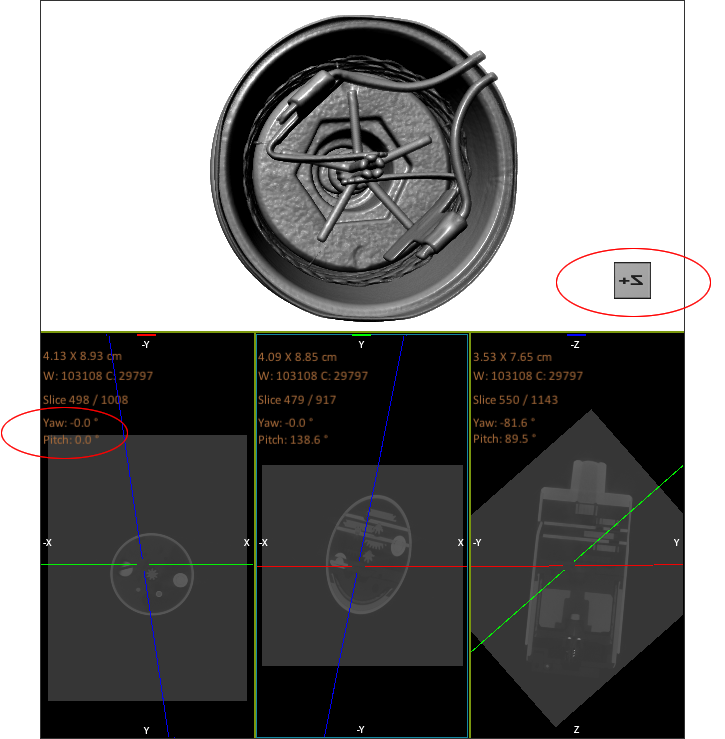 Z+
-Y
4.13 X 8.93 cm
W: 103108 C: 29797
Slice 498 / 1008
Yaw: -0.0 °
Pitch: 0.0 °
-X
X
Y
Y
4.09 X 8.85 cm
W: 103108 C: 29797
Slice 479 / 917
Yaw: -0.0 °
Pitch: 138.6 °
-X
X
-Y
-Z
3.53 X 7.65 cm
W: 103108 C: 29797
Slice 550 / 1143
Yaw: -81.6 °
Pitch: 89.5 °
-Y
Y
Z